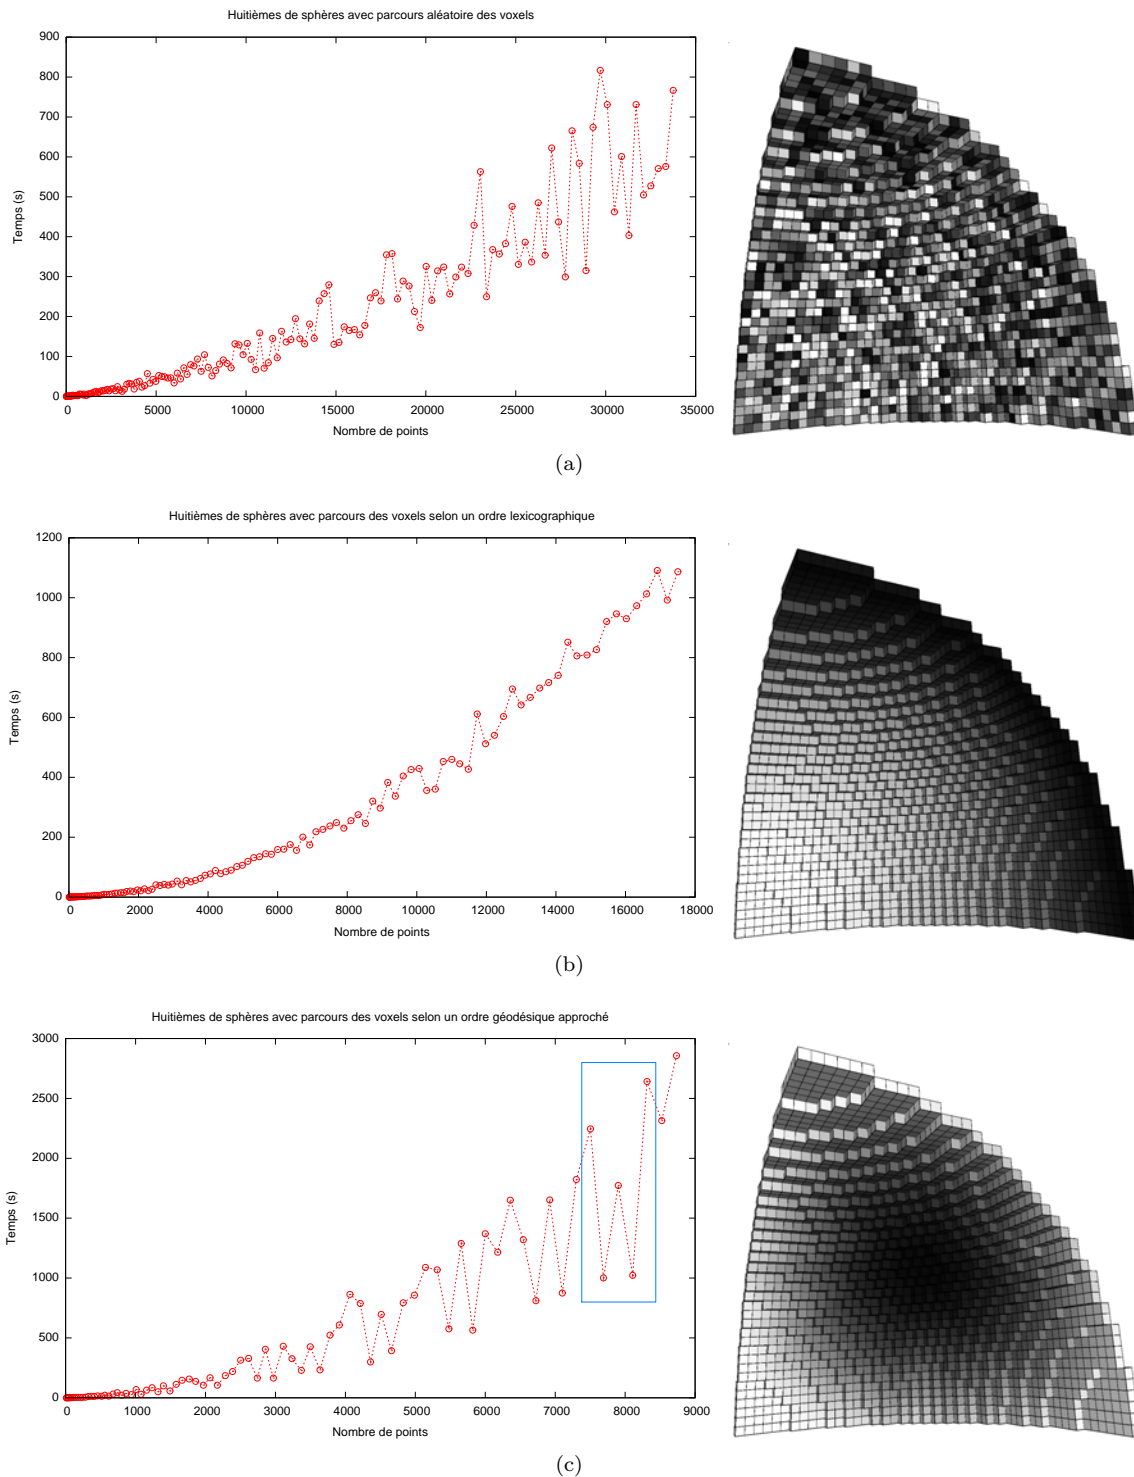 Huitièmes de sphères avec parcours aléatoire des voxels
900
800
700
600
500
400
300
200
100
0
Temps (s)
0 5000 10000 15000 20000 25000 30000 35000
Nombre de points
(a)
Huitièmes de sphères avec parcours des voxels selon un ordre lexicographique
1200
1000
800
600
400
200
0
Temps (s)
0 2000 4000 6000 8000 10000 12000 14000 16000 18000
Nombre de points
(b)
Huitièmes de sphères avec parcours des voxels selon un ordre géodésique approché
3000
2500
2000
1500
1000
500
0
Temps (s)
0 1000 2000 3000 4000 5000 6000 7000 8000 9000
Nombre de points
(c)